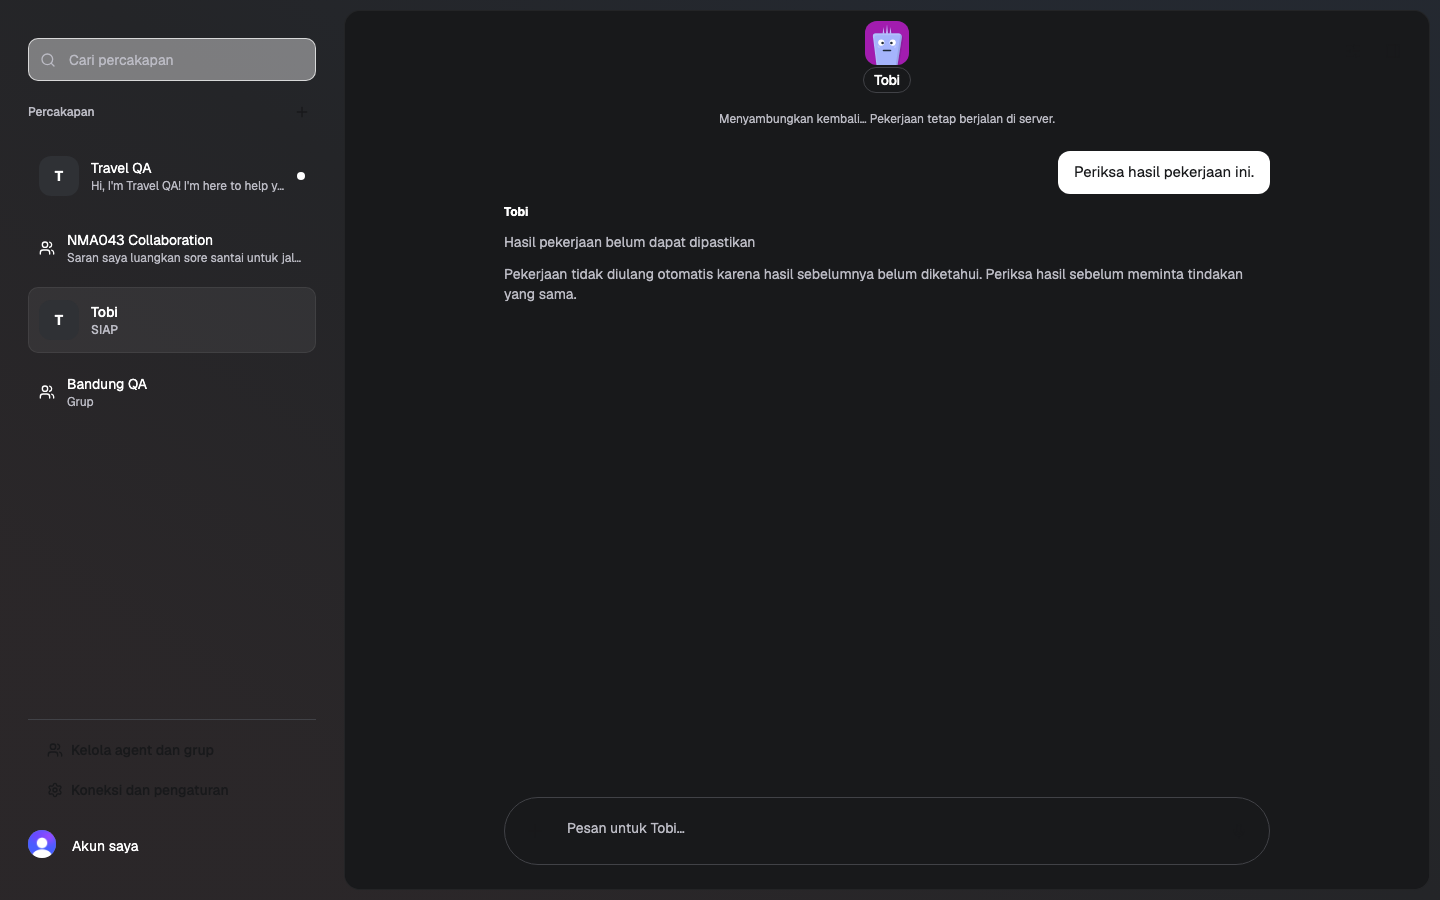 Cari percakapan
Percakapan
T
Travel QA
Hi, I'm Travel QA! I'm here to help y...
NMA043 Collaboration
Saran saya luangkan sore santai untuk jal...
T
Tobi
SIAP
Bandung QA
Grup
Kelola agent dan grup
Koneksi dan pengaturan
Akun saya
Tobi
Menyambungkan kembali... Pekerjaan tetap berjalan di server.
Periksa hasil pekerjaan ini.
Tobi
Hasil pekerjaan belum dapat dipastikan
Pekerjaan tidak diulang otomatis karena hasil sebelumnya belum diketahui. Periksa hasil sebelum meminta tindakan
yang sama.
Pesan untuk Tobi...